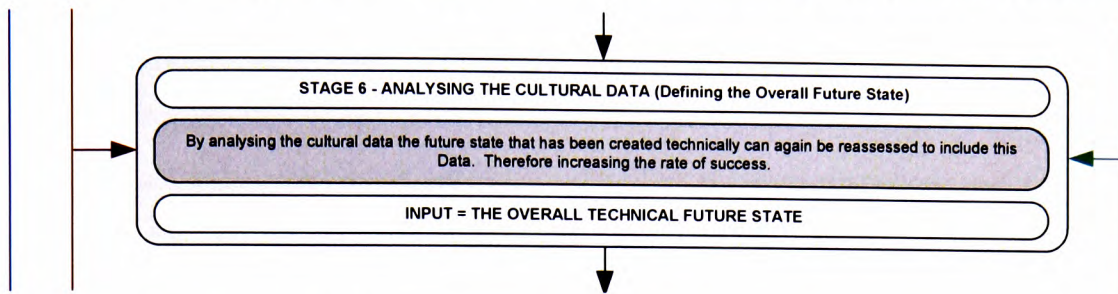 STAGE 6 - ANALYSING THE CULTURAL DATA (Defining the Overall Future State)
By analysing the cultural data the future state that has been created technically can again be reassessed to include this
Data. Therefore increasing the rate of success.
INPUT = THE OVERALL TECHNICAL FUTURE STATE